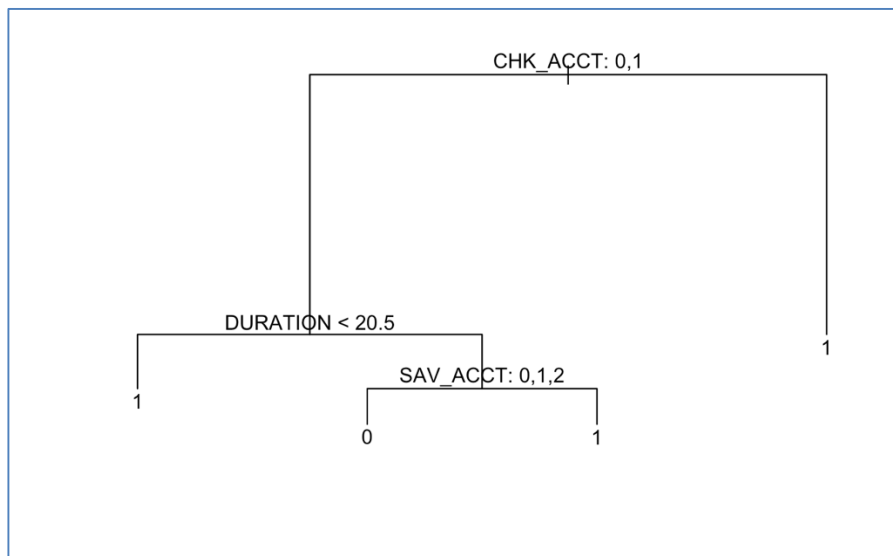 CHK_ACCT: 0,1
DURATION < 20.5
1
SAV_ACCT: 0,1,2
1
0
1